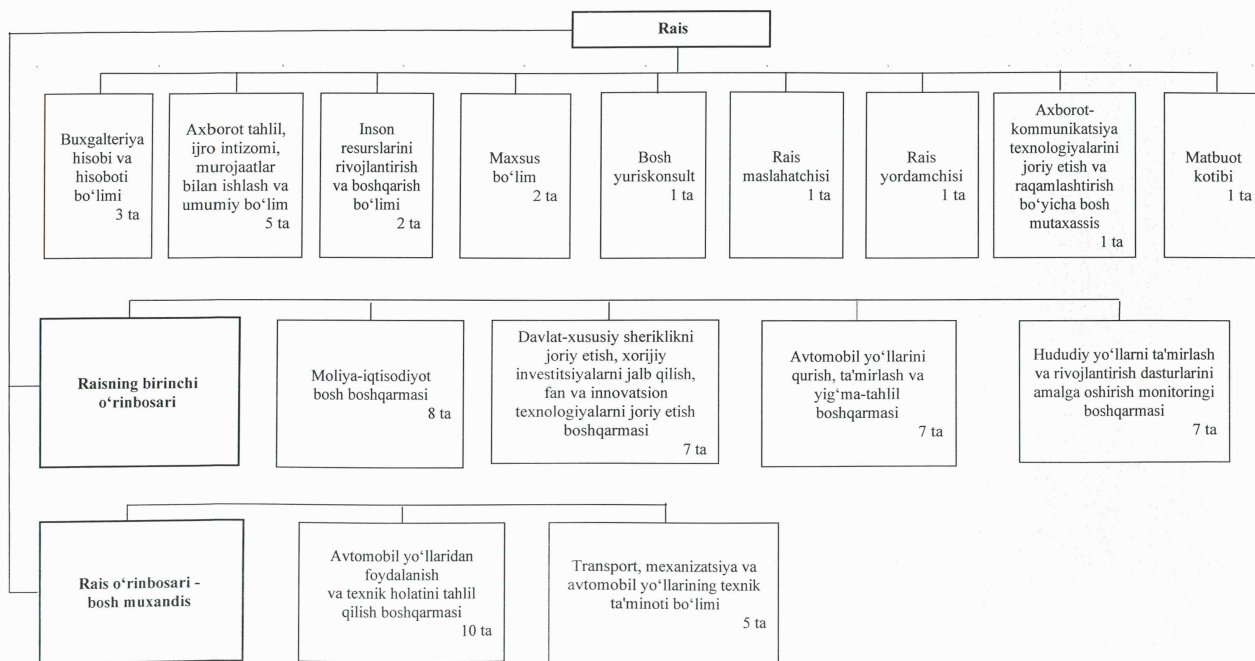 Rais
Buxgalteriya
hisobi va
hisoboti
bo‘limi
3 ta
Axborot tahlil,
ijro intizomi,
murojaatlar
bilan ishlash va
umumiy bo‘lim
5 ta
Inson
resurslarini
rivojlantirish
va boshqarish
bo‘limi
2 ta
Maxsus
bo‘lim
2 ta
Bosh
yuriskonsult
1 ta
Rais
maslahatchisi
1 ta
Rais
yordamchisi
1 ta
Axborot-
kommunikatsiya
texnologiyalarini
joriy etish va
raqamlashtirish
bo‘yicha bosh
mutaxassis
1 ta
Matbuot
kotibi
1 ta
Raisning birinchi
o‘rinbosari
Moliya-iqtisodiyot
bosh boshqarmasi
8 ta
Davlat-xususiy sheriklikni
joriy etish, xorijiy
investitsiyalarni jalb qilish,
fan va innovatsion
texnologiyalarni joriy etish
boshqarmasi
7 ta
Avtomobil yo‘llarini
qurish, ta'mirlash va
yig‘ma-tahlil
boshqarmasi
7 ta
Hududiy yo‘llarni ta'mirlash
va rivojlantirish dasturlarini
amalga oshirish monitoringi
boshqarmasi
7 ta
Rais o‘rinbosari -
bosh muxandis
Avtomobil yo‘llaridan
foydalanish
va texnik holatini tahlil
qilish boshqarmasi
10 ta
Transport, mexanizatsiya va
avtomobil yo‘llarining texnik
ta'minoti bo‘limi
5 ta